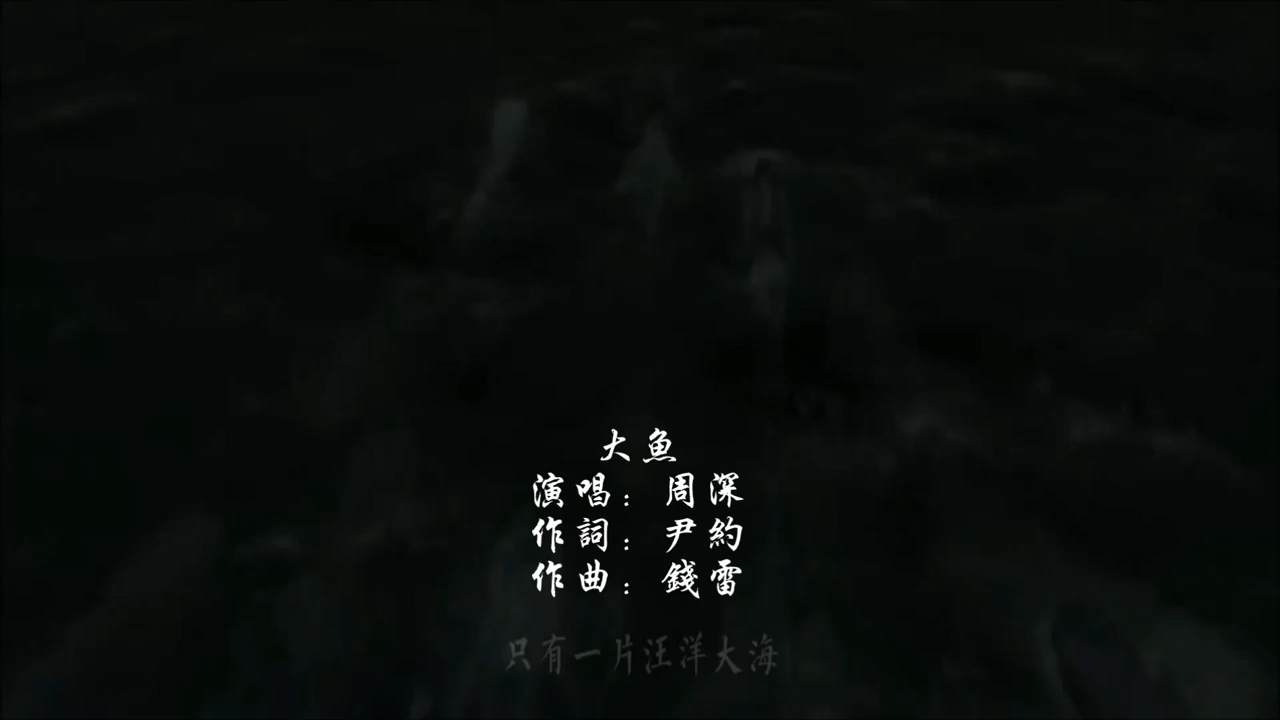 大魚
演唱：周深
作詞：尹約
作曲：錢雷
只有一片汪洋大海